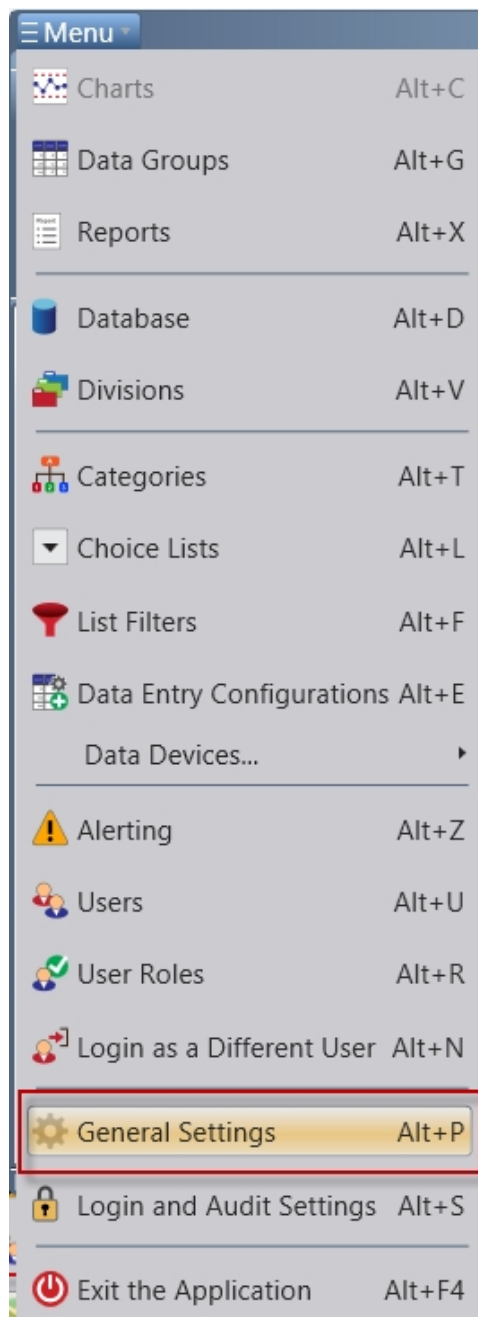 Menu
Charts Alt+C
Data Groups Alt+G
Reports Alt+X
Database Alt+D
Divisions Alt+V
Categories Alt+T
Choice Lists Alt+L
List Filters Alt+F
Data Entry Configurations Alt+E
Data Devices...
Alerting Alt+Z
Users Alt+U
User Roles Alt+R
Login as a Different User Alt+N
General Settings Alt+P
Login and Audit Settings Alt+S
Exit the Application Alt+F4